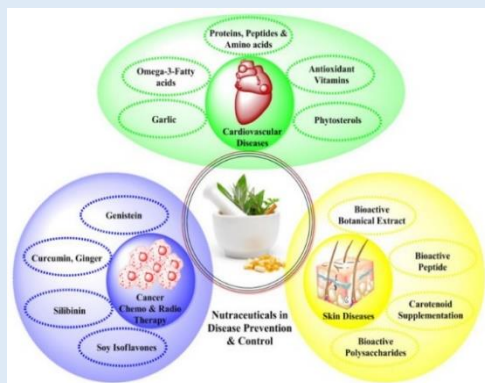 Proteins, Peptides &
Amino acids
Omega-3-Fatty
acids
Antioxidant
Vitamins
Garlic
Phytosterols
Cardiovascular
Diseases
Genistein
Curcumin, Ginger
Silibinin
Soy Isoflavones
Cancer
Chemo & Radio
Therapy
Nutraceuticals in
Disease Prevention
& Control
Bioactive
Botanical Extract
Bioactive
Peptide
Carotenoid
Supplementation
Bioactive
Polysaccharides
Skin Diseases